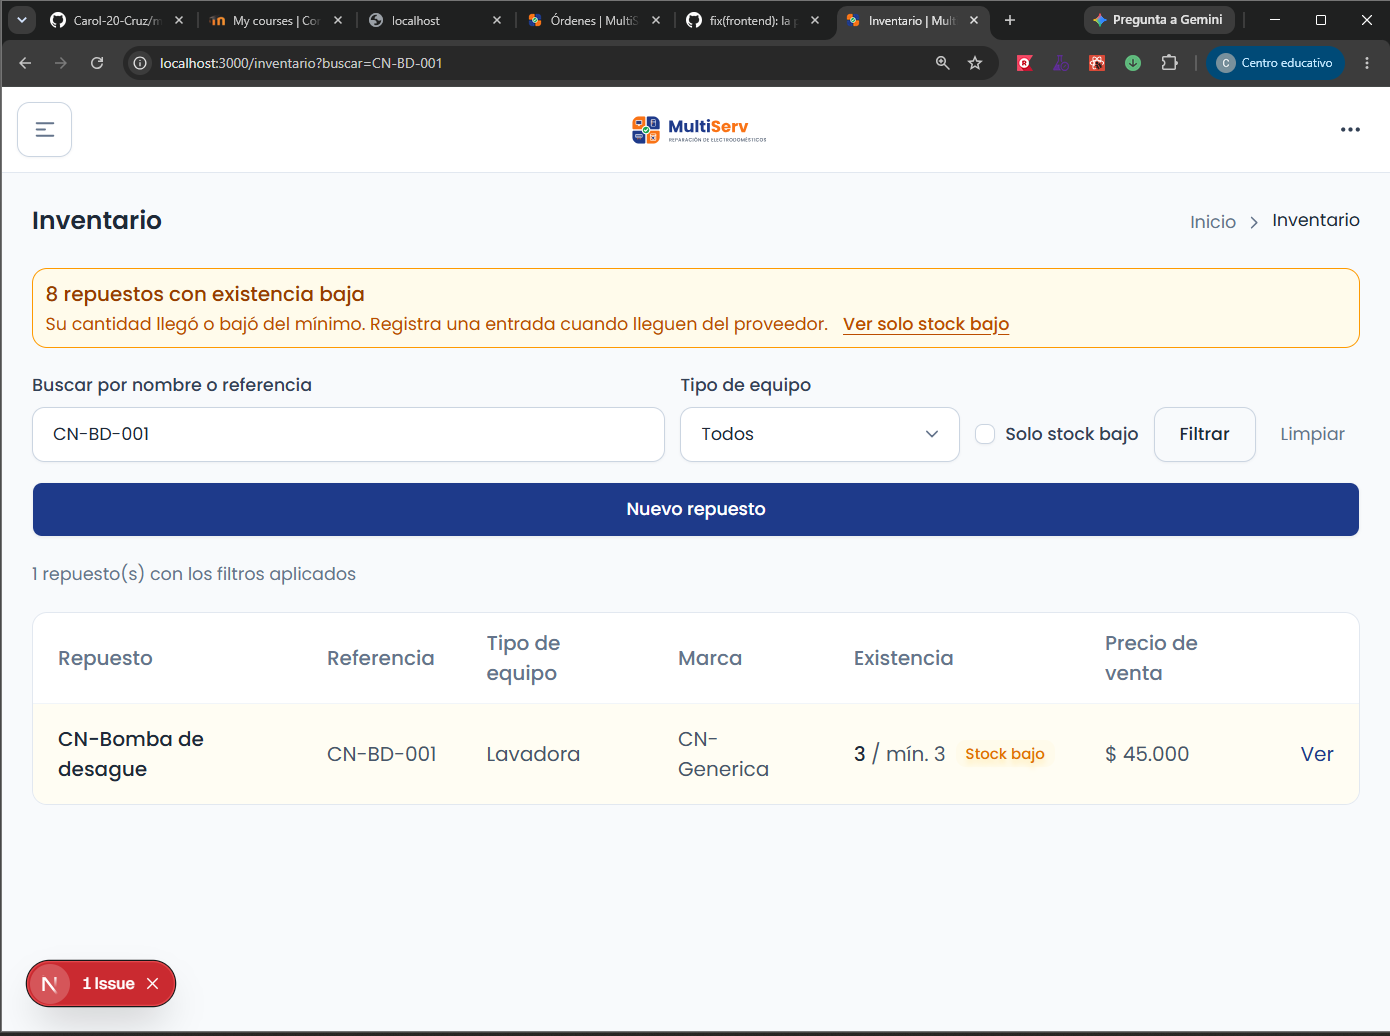 Carol-20-Cruz/m
My courses | Cor
localhost
Órdenes | MultiS
fix(frontend): la p
Inventario | Mult
Pregunta a Gemini
localhost:3000/inventario?buscar=CN-BD-001
C Centro educativo
MultiServ
REPARACIÓN DE ELECTRODOMÉSTICOS
Inventario
Inicio > Inventario
8 repuestos con existencia baja
Su cantidad llegó o bajó del mínimo. Registra una entrada cuando lleguen del proveedor. Ver solo stock bajo
Buscar por nombre o referencia
Tipo de equipo
CN-BD-001
Todos
Solo stock bajo
Filtrar
Limpiar
Nuevo repuesto
1 repuesto(s) con los filtros aplicados
Repuesto
Referencia
Tipo de
equipo
Marca
Existencia
Precio de
venta
CN-Bomba de
desague
CN-BD-001
Lavadora
CN-
Generica
3 / mín. 3
Stock bajo
$ 45.000
Ver
N 1 Issue